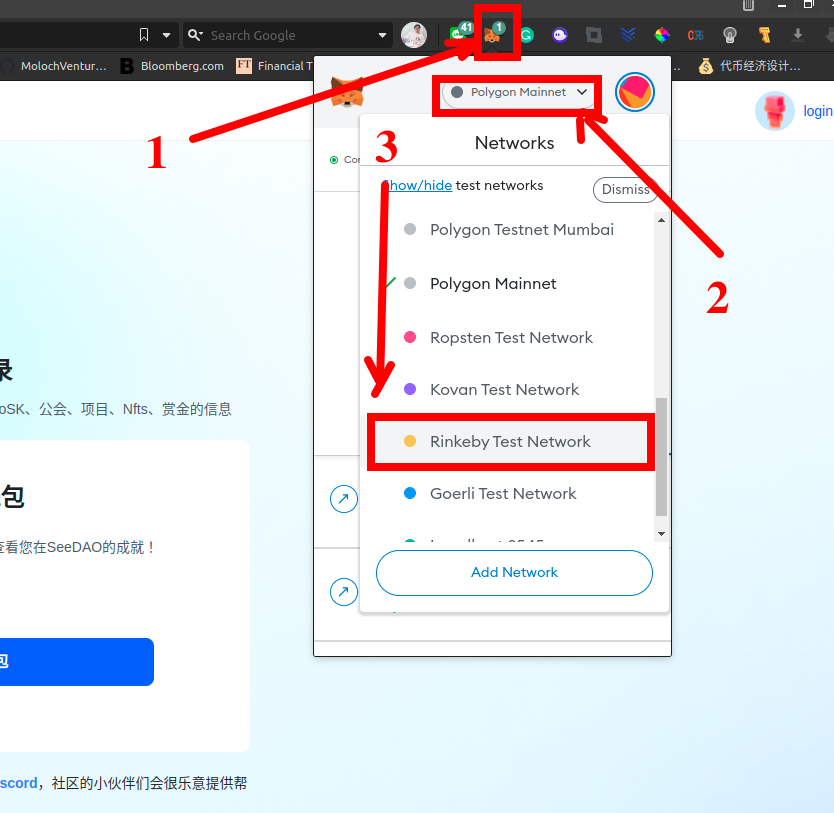 Search Google
41
1
MolochVentur...
B Bloomberg.com
FT Financial T
代币经济设计...
Polygon Mainnet
login
1
3
2
Networks
Show/hide test networks
Dismiss
Polygon Testnet Mumbai
Polygon Mainnet
Ropsten Test Network
Kovan Test Network
Rinkeby Test Network
Goerli Test Network
Add Network
录
oSK、公会、项目、Nfts、赏金的信息
包
查看您在SeeDAO的成就！
包
scord，社区的小伙伴们会很乐意提供帮